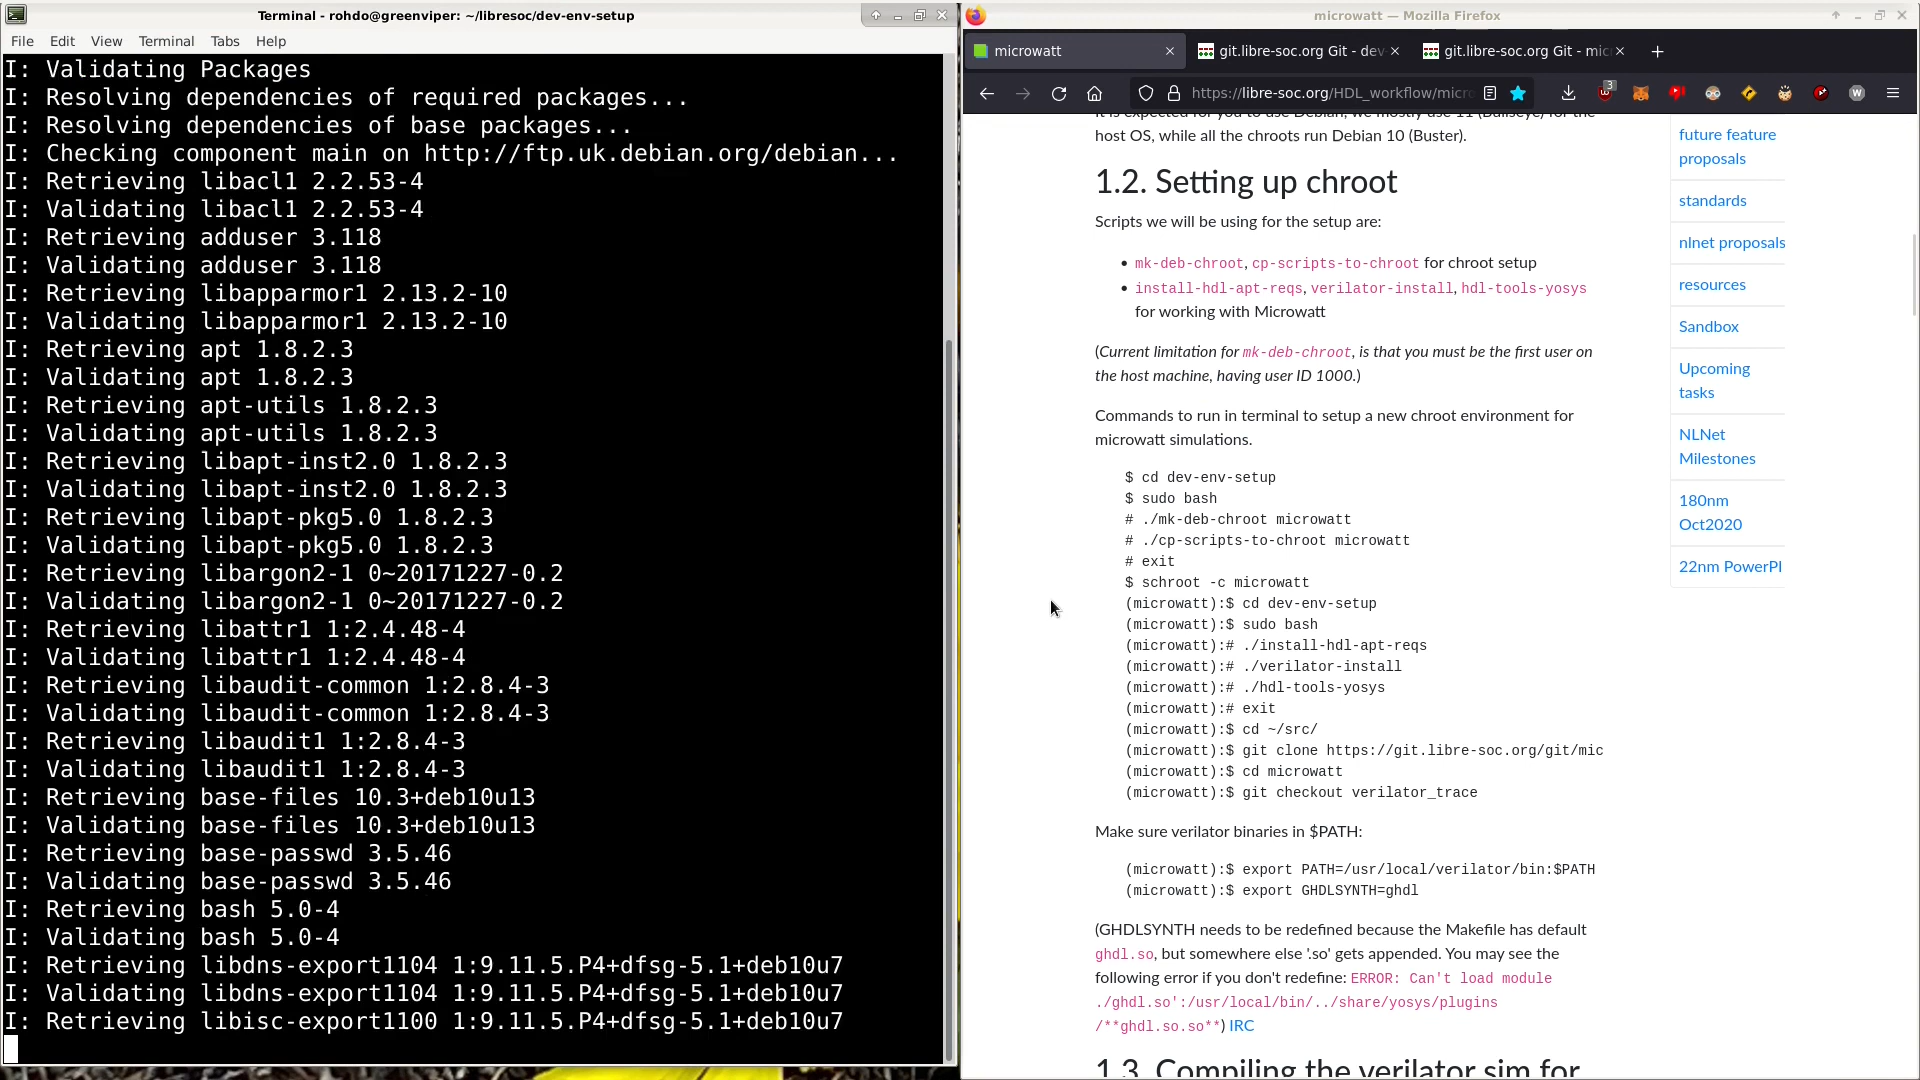 Terminal - rohdo@greenviper: ~/libresoc/dev-env-setup
File Edit View Terminal Tabs Help
I: Validating Packages
I: Resolving dependencies of required packages...
I: Resolving dependencies of base packages...
I: Checking component main on http://ftp.uk.debian.org/debian...
I: Retrieving libacl1 2.2.53-4
I: Validating libacl1 2.2.53-4
I: Retrieving adduser 3.118
I: Validating adduser 3.118
I: Retrieving libapparmor1 2.13.2-10
I: Validating libapparmor1 2.13.2-10
I: Retrieving apt 1.8.2.3
I: Validating apt 1.8.2.3
I: Retrieving apt-utils 1.8.2.3
I: Validating apt-utils 1.8.2.3
I: Retrieving libapt-inst2.0 1.8.2.3
I: Validating libapt-inst2.0 1.8.2.3
I: Retrieving libapt-pkg5.0 1.8.2.3
I: Validating libapt-pkg5.0 1.8.2.3
I: Retrieving libargon2-1 0~20171227-0.2
I: Validating libargon2-1 0~20171227-0.2
I: Retrieving libattr1 1:2.4.48-4
I: Validating libattr1 1:2.4.48-4
I: Retrieving libaudit-common 1:2.8.4-3
I: Validating libaudit-common 1:2.8.4-3
I: Retrieving libaudit1 1:2.8.4-3
I: Validating libaudit1 1:2.8.4-3
I: Retrieving base-files 10.3+deb10u13
I: Validating base-files 10.3+deb10u13
I: Retrieving base-passwd 3.5.46
I: Validating base-passwd 3.5.46
I: Retrieving bash 5.0-4
I: Validating bash 5.0-4
I: Retrieving libdns-export1104 1:9.11.5.P4+dfsg-5.1+deb10u7
I: Validating libdns-export1104 1:9.11.5.P4+dfsg-5.1+deb10u7
I: Retrieving libisc-export1100 1:9.11.5.P4+dfsg-5.1+deb10u7
microwatt — Mozilla Firefox
microwatt
git.libre-soc.org Git - dev
git.libre-soc.org Git - mic
https://libre-soc.org/HDL_workflow/micro
3
W
It is expected for you to use Debian, we mostly use 11 (Bullseye) for the
host OS, while all the chroots run Debian 10 (Buster).
1.2. Setting up chroot
Scripts we will be using for the setup are:
• mk-deb-chroot, cp-scripts-to-chroot for chroot setup
• install-hdl-apt-reqs, verilator-install, hdl-tools-yosys
for working with Microwatt
(Current limitation for mk-deb-chroot, is that you must be the first user on
the host machine, having user ID 1000.)
Commands to run in terminal to setup a new chroot environment for
microwatt simulations.
$ cd dev-env-setup
$ sudo bash
# ./mk-deb-chroot microwatt
# ./cp-scripts-to-chroot microwatt
# exit
$ schroot -c microwatt
(microwatt):$ cd dev-env-setup
(microwatt):$ sudo bash
(microwatt):# ./install-hdl-apt-reqs
(microwatt):# ./verilator-install
(microwatt):# ./hdl-tools-yosys
(microwatt):# exit
(microwatt):$ cd ~/src/
(microwatt):$ git clone https://git.libre-soc.org/git/mic
(microwatt):$ cd microwatt
(microwatt):$ git checkout verilator_trace
Make sure verilator binaries in $PATH:
(microwatt):$ export PATH=/usr/local/verilator/bin:$PATH
(microwatt):$ export GHDLSYNTH=ghdl
(GHDLSYNTH needs to be redefined because the Makefile has default
ghdl.so, but somewhere else '.so' gets appended. You may see the
following error if you don't redefine: ERROR: Can't load module
./ghdl.so':/usr/local/bin/../share/yosys/plugins
/**ghdl.so.so**) IRC
1.3. Compiling the verilator sim for
future feature
proposals
standards
nlnet proposals
resources
Sandbox
Upcoming
tasks
NLNet
Milestones
180nm
Oct2020
22nm PowerPI